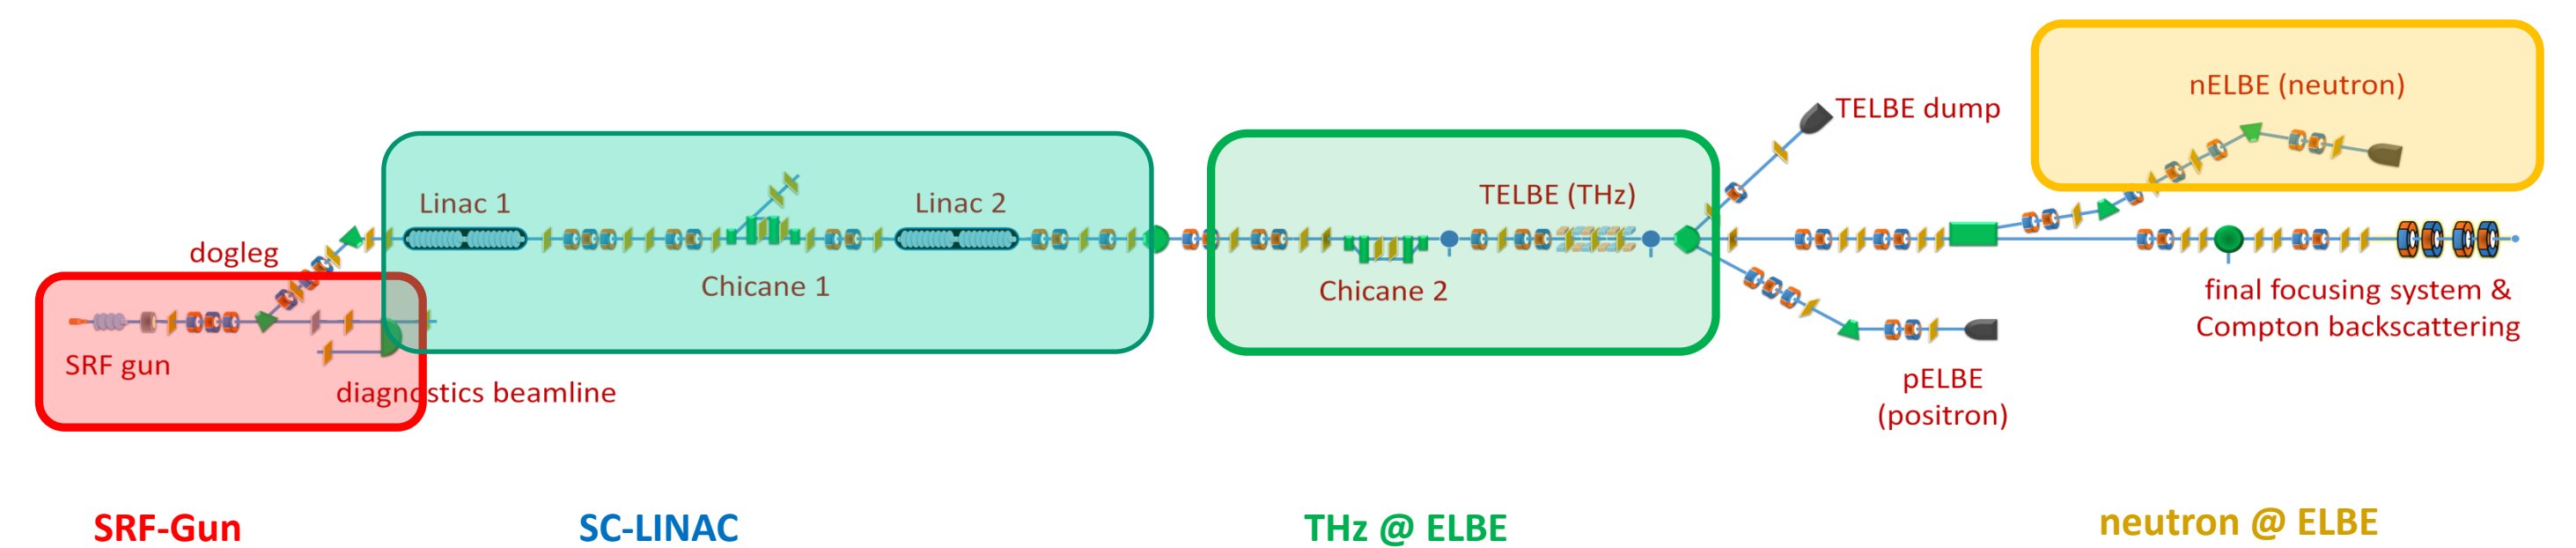 nELBE (neutron)
TELBE dump
Linac 1
Linac 2
TELBE (THz)
dogleg
Chicane 1
Chicane 2
final focusing system &
Compton backscattering
SRF gun
diagnostics beamline
pELBE
(positron)
SRF-Gun
SC-LINAC
THz @ ELBE
neutron @ ELBE